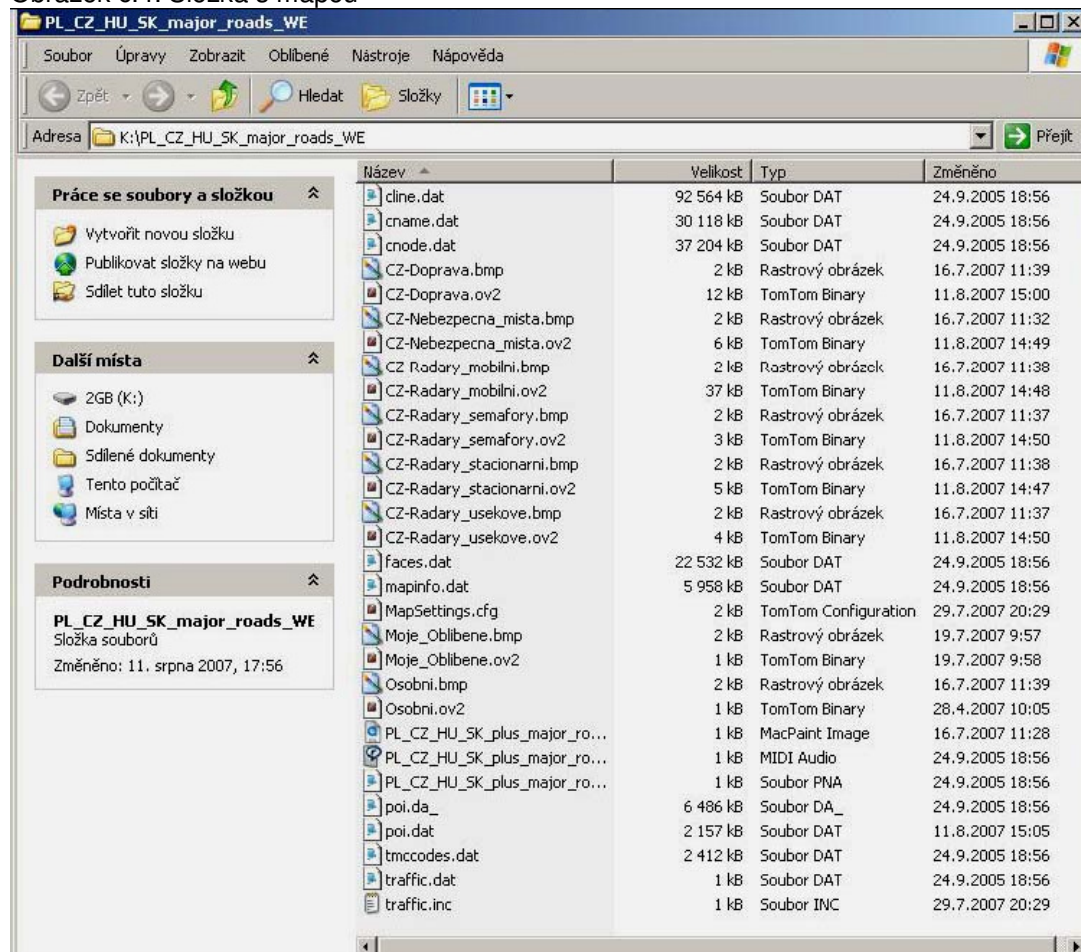 PL_CZ_HU_SK_major_roads_WE
Soubor Úpravy Zobrazit Oblíbené Nástroje Nápověda
Zpět Hledat Složky
Adresa K:\PL_CZ_HU_SK_major_roads_WE Přejít
Práce se soubory a složkou
Vytvořit novou složku
Publikovat složky na webu
Sdílet tuto složku
Další místa
2GB (K:)
Dokumenty
Sdílené dokumenty
Tento počítač
Místa v síti
Podrobnosti
PL_CZ_HU_SK_major_roads_WE
Složka souborů
Změněno: 11. srpna 2007, 17:56
Název Velikost Typ Změněno
cline.dat 92 564 kB Soubor DAT 24.9.2005 18:56
cname.dat 30 118 kB Soubor DAT 24.9.2005 18:56
cnode.dat 37 204 kB Soubor DAT 24.9.2005 18:56
CZ-Doprava.bmp 2 kB Rastrový obrázek 16.7.2007 11:39
CZ-Doprava.ov2 12 kB TomTom Binary 11.8.2007 15:00
CZ-Nebezpecna_mista.bmp 2 kB Rastrový obrázek 16.7.2007 11:32
CZ-Nebezpecna_mista.ov2 6 kB TomTom Binary 11.8.2007 14:49
CZ-Radary_mobilni.bmp 2 kB Rastrový obrázek 16.7.2007 11:38
CZ-Radary_mobilni.ov2 37 kB TomTom Binary 11.8.2007 14:48
CZ-Radary_semafory.bmp 2 kB Rastrový obrázek 16.7.2007 11:37
CZ-Radary_semafory.ov2 3 kB TomTom Binary 11.8.2007 14:50
CZ-Radary_stacionarni.bmp 2 kB Rastrový obrázek 16.7.2007 11:38
CZ-Radary_stacionarni.ov2 5 kB TomTom Binary 11.8.2007 14:47
CZ-Radary_usekove.bmp 2 kB Rastrový obrázek 16.7.2007 11:37
CZ-Radary_usekove.ov2 4 kB TomTom Binary 11.8.2007 14:50
faces.dat 22 532 kB Soubor DAT 24.9.2005 18:56
mapinfo.dat 5 958 kB Soubor DAT 24.9.2005 18:56
MapSettings.cfg 2 kB TomTom Configuration 29.7.2007 20:29
Moje_Oblibene.bmp 2 kB Rastrový obrázek 19.7.2007 9:57
Moje_Oblibene.ov2 1 kB TomTom Binary 19.7.2007 9:58
Osobni.bmp 2 kB Rastrový obrázek 16.7.2007 11:39
Osobni.ov2 1 kB TomTom Binary 28.4.2007 10:05
PL_CZ_HU_SK_plus_major_ro... 1 kB MacPaint Image 16.7.2007 11:28
PL_CZ_HU_SK_plus_major_ro... 1 kB MIDI Audio 24.9.2005 18:56
PL_CZ_HU_SK_plus_major_ro... 1 kB Soubor PNA 24.9.2005 18:56
poi.da_ 6 486 kB Soubor DA_ 24.9.2005 18:56
poi.dat 2 157 kB Soubor DAT 11.8.2007 15:05
tmccodes.dat 2 412 kB Soubor DAT 24.9.2005 18:56
traffic.dat 1 kB Soubor DAT 24.9.2005 18:56
traffic.inc 1 kB Soubor INC 29.7.2007 20:29